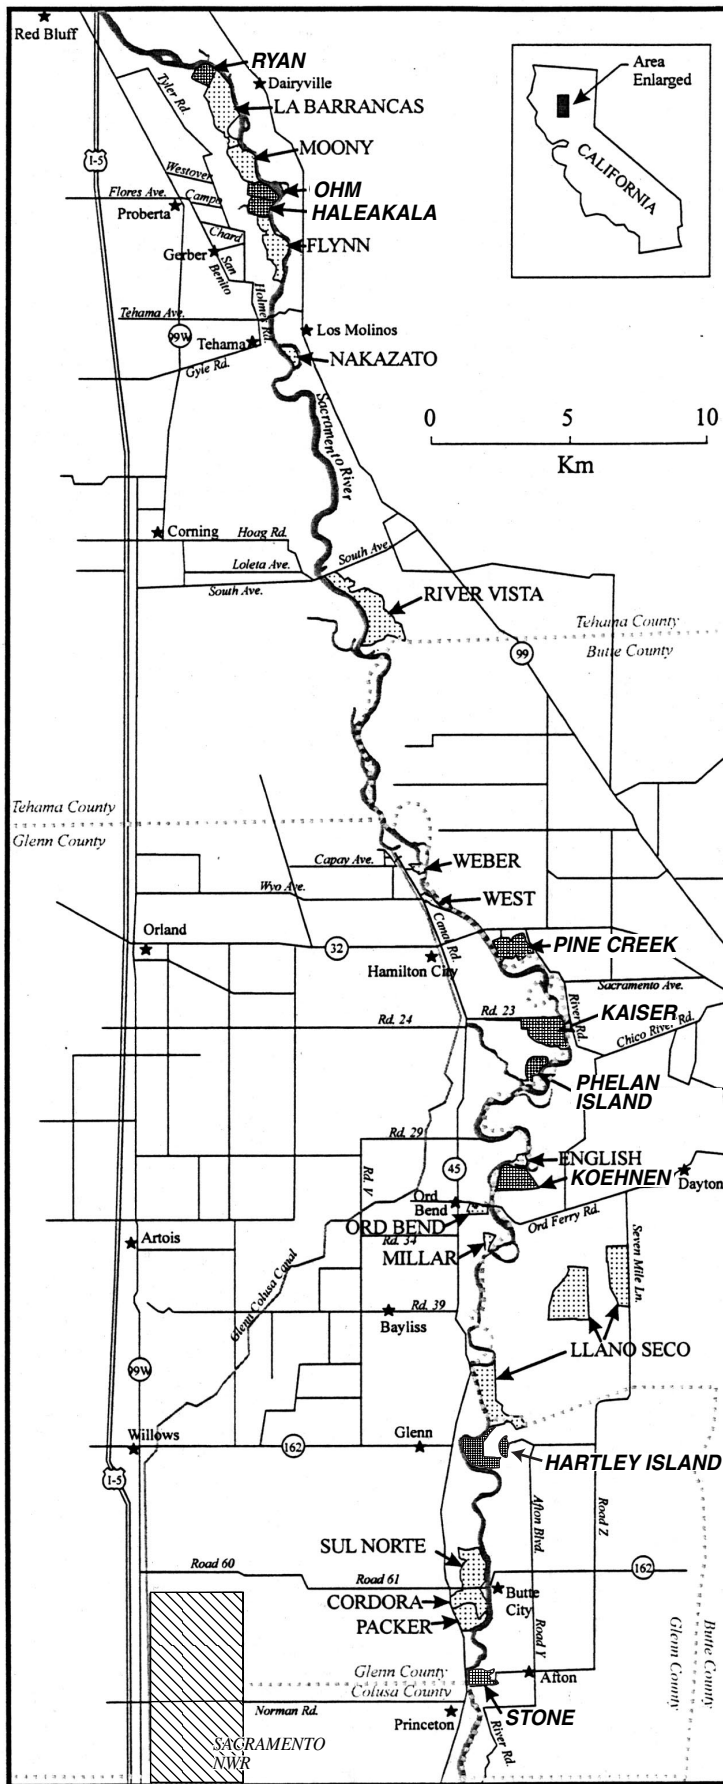 Red Bluff
RYAN
Dairyville
LA BARRANCAS
Tyler Rd.
MOONY
I-5
Westover
OHM
Flores Ave.
Campo
Proberta
HALEAKALA
Chard
FLYNN
Gerber
San Benito
Holmes Rd.
Tehama Ave.
Los Molinos
99W
Tehama
NAKAZATO
Gyle Rd.
Sacramento River
Area
Enlarged
CALIFORNIA
0 5 10
Km
Corning
Hoag Rd.
South Ave.
Loleta Ave.
South Ave.
RIVER VISTA
Tehama County
Butte County
99
Tehama County
Glenn County
Capay Ave.
WEBER
Wyo Ave.
WEST
Canal Rd.
Orland
32
Hamilton City
PINE CREEK
Sacramento Ave.
River Rd.
KAISER
Rd. 23
Rd. 24
Chico River Rd.
PHELAN
ISLAND
Rd. 29
Rd. V
45
ENGLISH
KOEHNEN
Dayton
Ord
Bend
ORD BEND
Ord Ferry Rd.
Rd. 34
Artois
MILLAR
Seven Mile Ln.
Glenn Colusa Canal
Rd. 39
Bayliss
LLANO SECO
99W
Willows
162
Glenn
HARTLEY ISLAND
I-5
Afton Blvd.
Road Z
SUL NORTE
Road 60
162
Road 61
CORDORA
Butte
City
PACKER
Road Y
Butte County
Glenn County
Glenn County
Colusa County
Afton
Norman Rd.
STONE
Princeton
River Rd.
SACRAMENTO
NWR